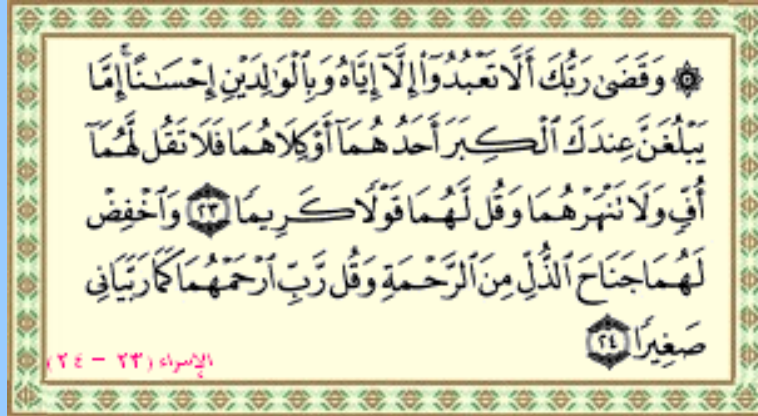 ۞ وَقَضَىٰ رَبُّكَ أَلَّا تَعْبُدُوٓا۟ إِلَّآ إِيَّاهُ وَبِٱلْوَٰلِدَيْنِ إِحْسَـٰنًا ۚ إِمَّا
يَبْلُغَنَّ عِندَكَ ٱلْكِبَرَ أَحَدُهُمَآ أَوْ كِلَاهُمَا فَلَا تَقُل لَّهُمَآ
أُفٍّ وَلَا تَنْهَرْهُمَا وَقُل لَّهُمَا قَوْلًا كَرِيمًا ٢٣ وَٱخْفِضْ
لَهُمَا جَنَاحَ ٱلذُّلِّ مِنَ ٱلرَّحْمَةِ وَقُل رَّبِّ ٱرْحَمْهُمَا كَمَا رَبَّيَانِى
صَغِيرًا ٢٤
الإسراء (٢٣ - ٢٤)